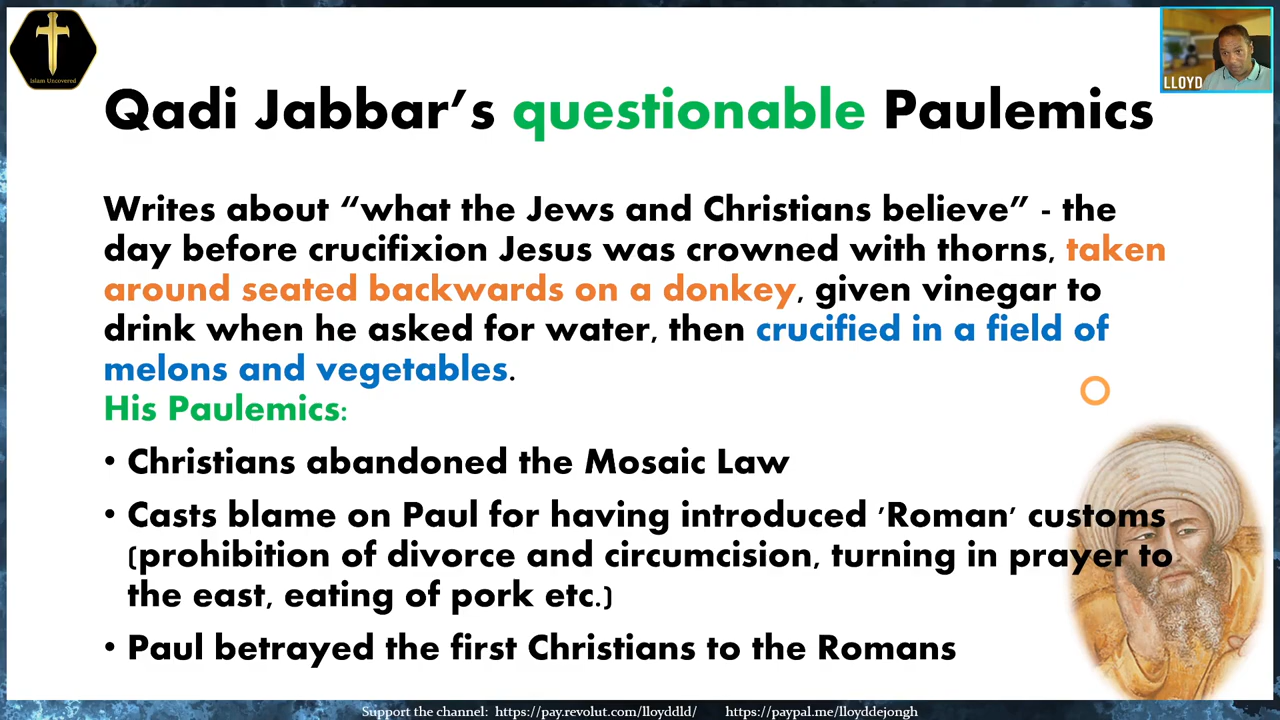 Islam Uncovered
LLOYD
Qadi Jabbar’s questionable Paulemics
Writes about “what the Jews and Christians believe” - the
day before crucifixion Jesus was crowned with thorns, taken
around seated backwards on a donkey, given vinegar to
drink when he asked for water, then crucified in a field of
melons and vegetables.
His Paulemics:
• Christians abandoned the Mosaic Law
• Casts blame on Paul for having introduced ‘Roman’ customs
(prohibition of divorce and circumcision, turning in prayer to
the east, eating of pork etc.)
• Paul betrayed the first Christians to the Romans
Support the channel: https://pay.revolut.com/lloyddld/ https://paypal.me/lloyddejongh